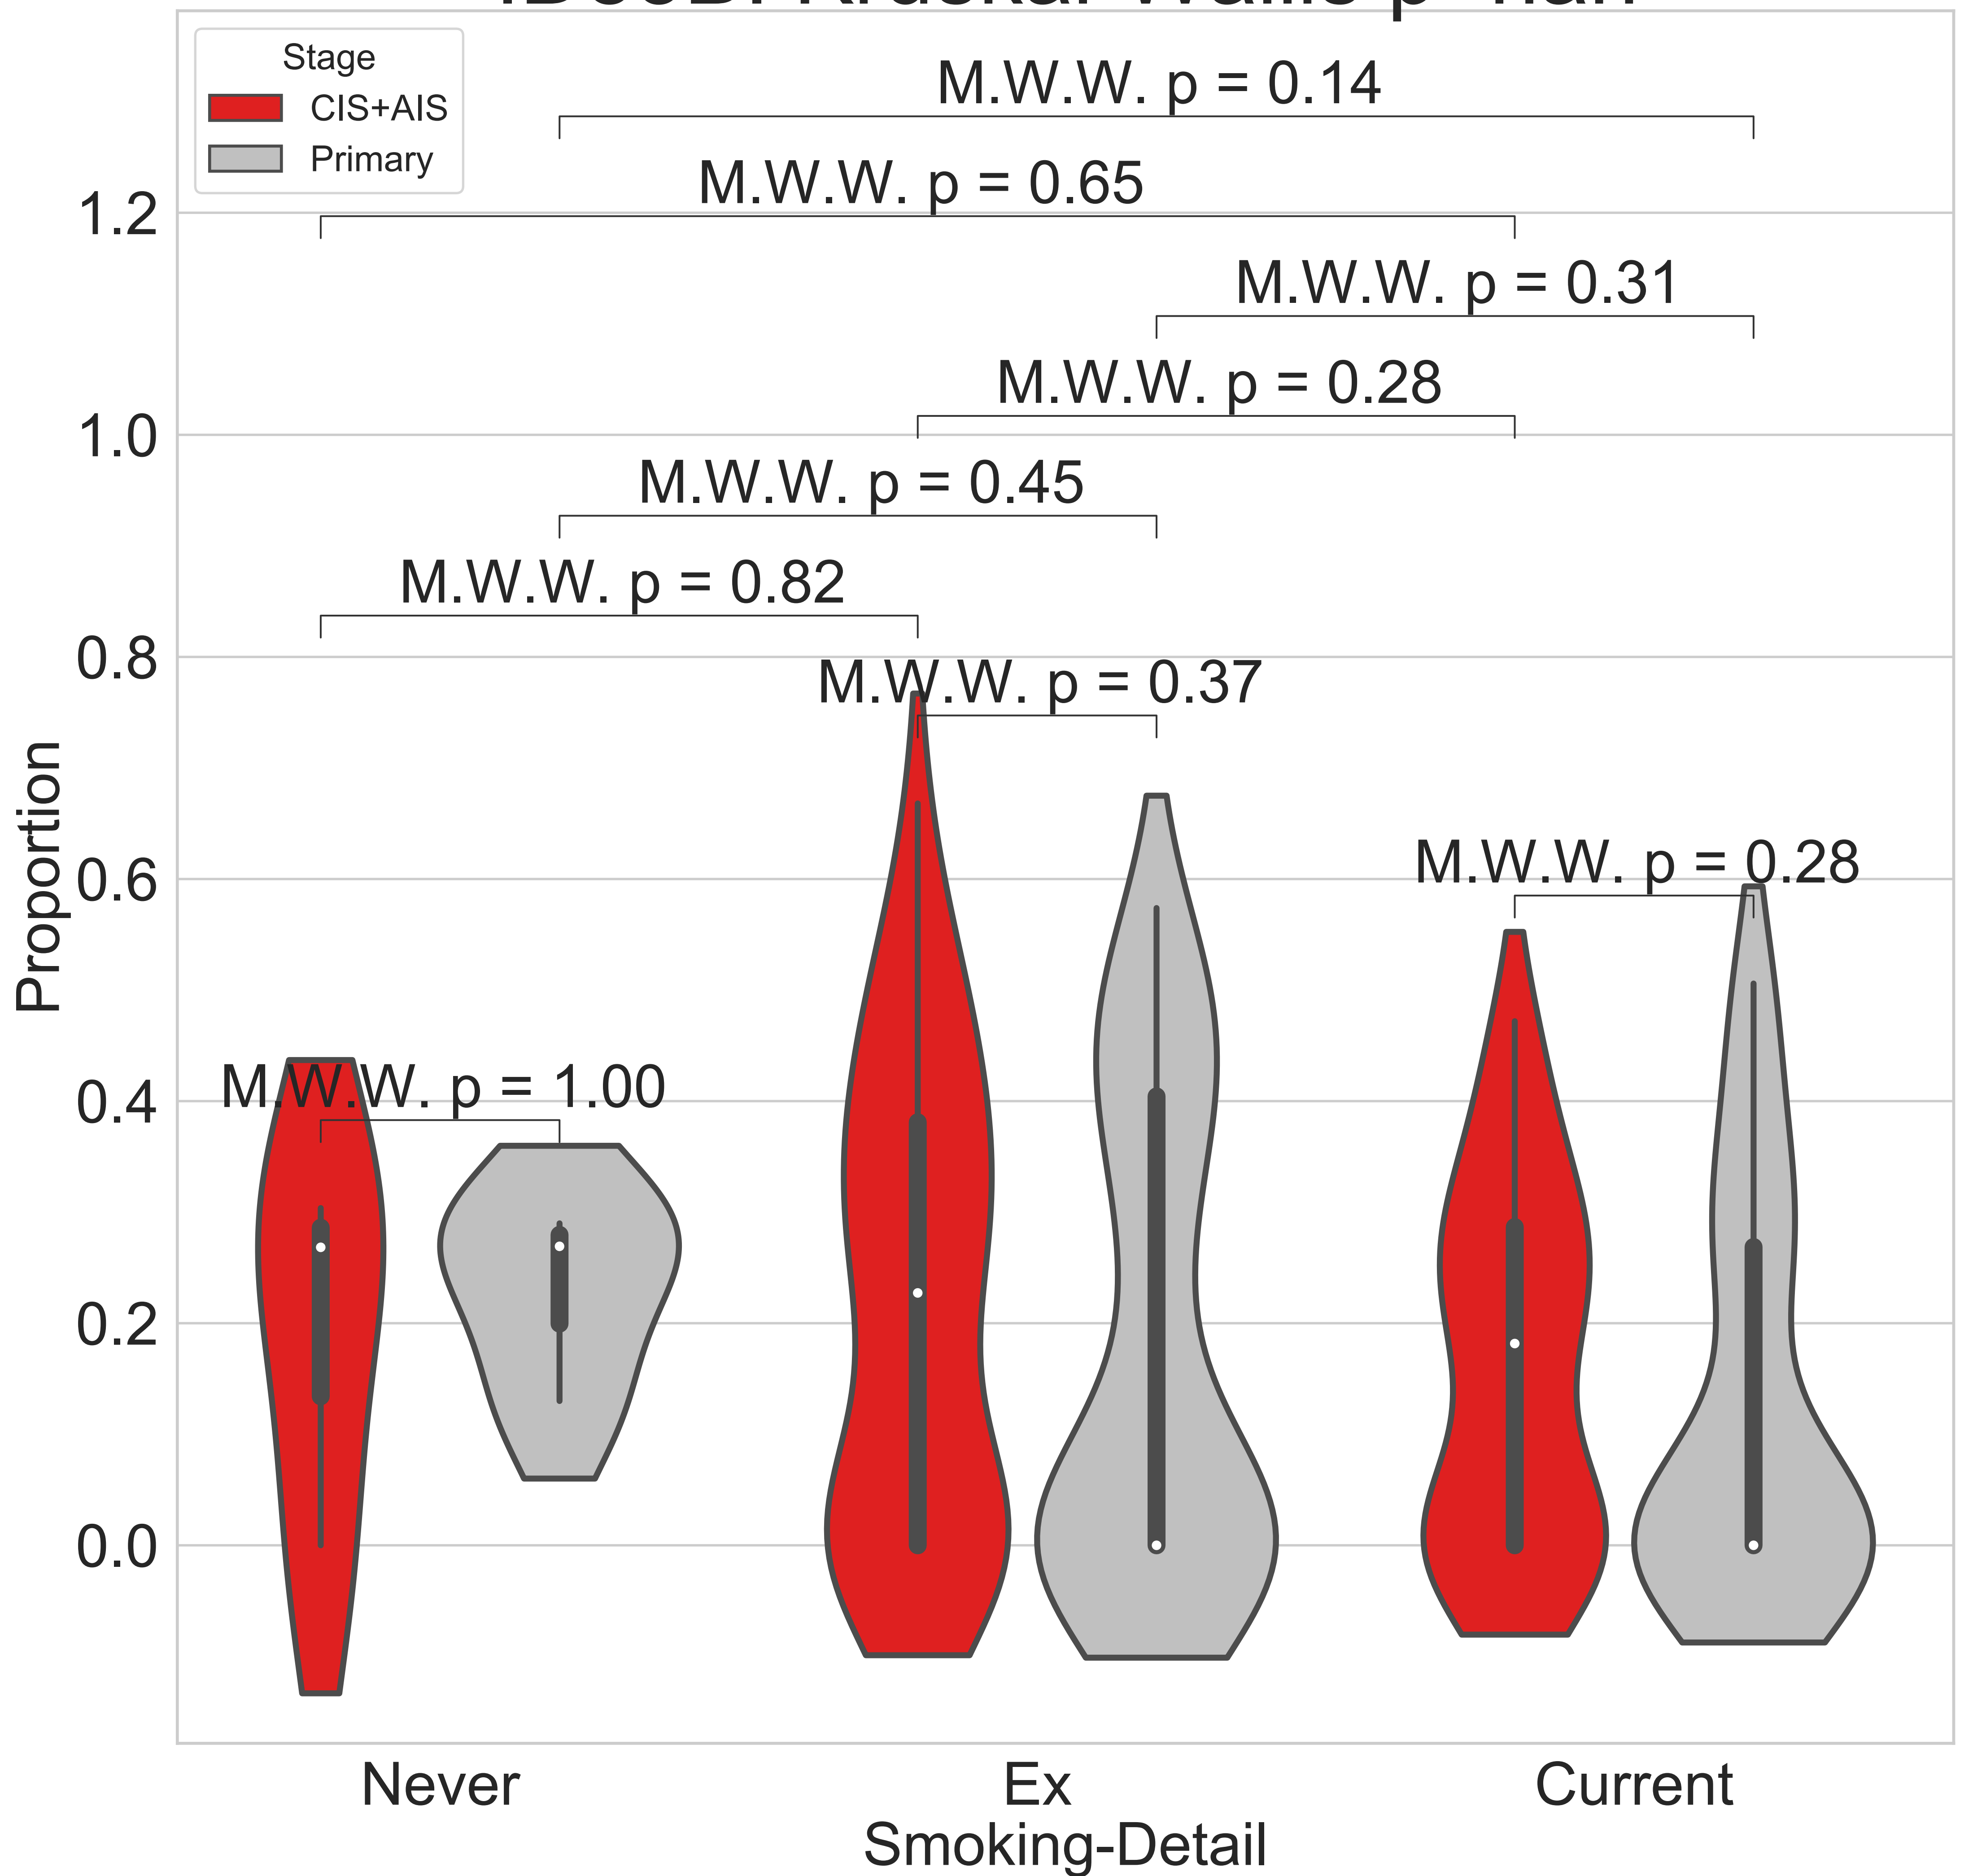 Stage
CIS+AIS
Primary
M.W.W. p = 0.14
M.W.W. p = 0.65
1.2
M.W.W. p = 0.31
M.W.W. p = 0.28
1.0
M.W.W. p = 0.45
M.W.W. p = 0.82
0.8
M.W.W. p = 0.37
M.W.W. p = 0.28
0.6
M.W.W. p = 1.00
0.4
0.2
0.0
Proportion
Never
Ex
Current
Smoking-Detail